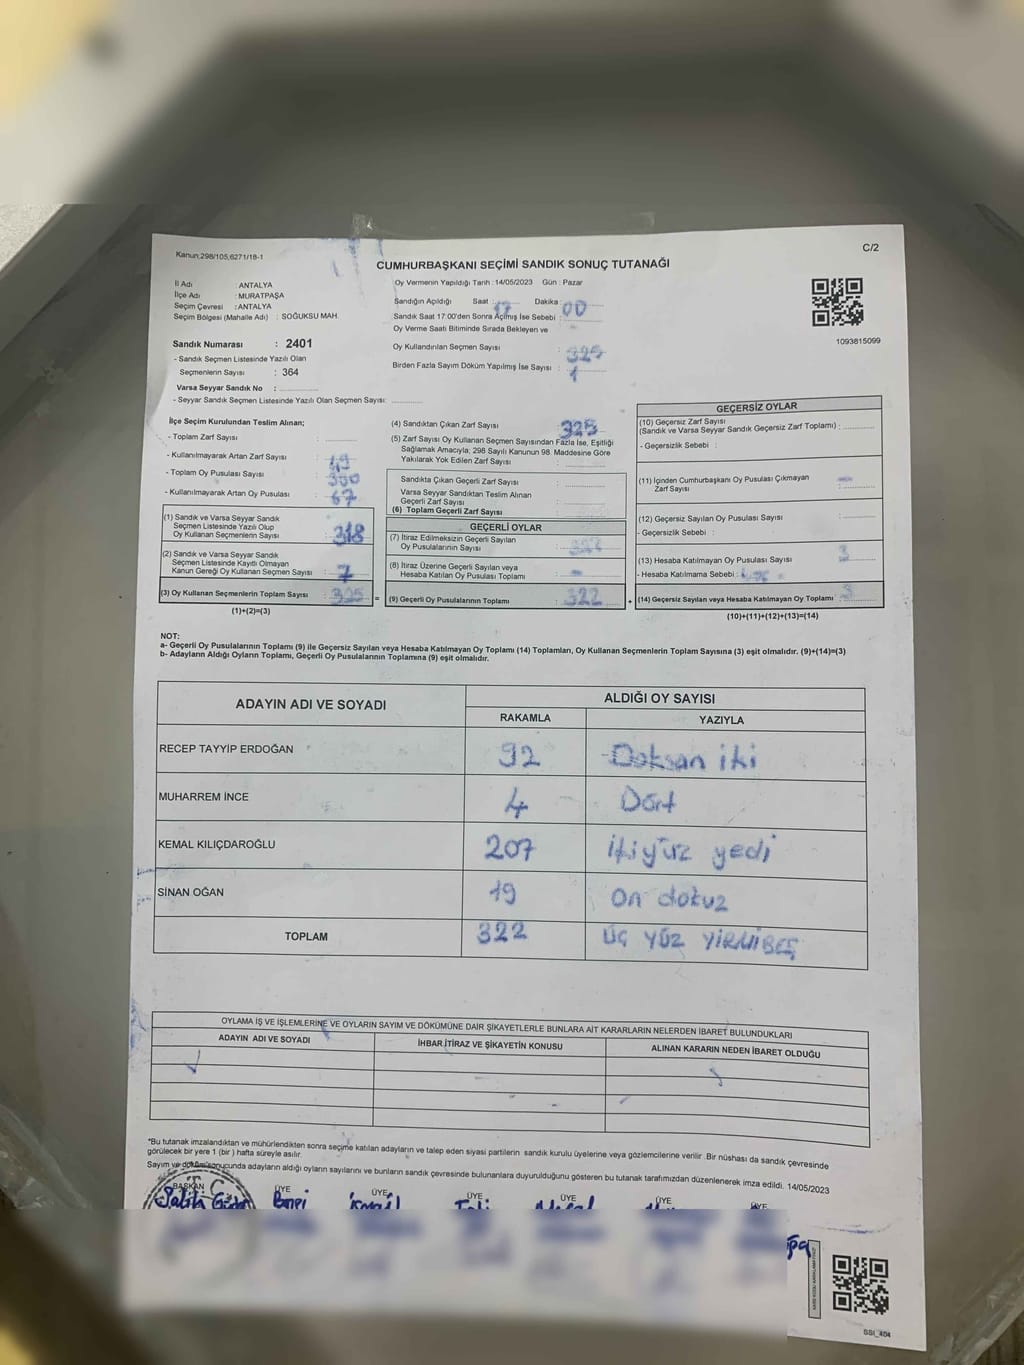 Kanun;298/105,6271/18-1
C/2
CUMHURBAŞKANI SEÇİMİ SANDIK SONUÇ TUTANAĞI
İl Adı : ANTALYA
İlçe Adı : MURATPAŞA
Seçim Çevresi : ANTALYA
Seçim Bölgesi (Mahalle Adı) : SOĞUKSU MAH.
Oy Vermenin Yapıldığı Tarih : 14/05/2023 Gün : Pazar
Sandığın Açıldığı Saat : 17 Dakika : 00
Sandık Saat 17:00'den Sonra Açılmış İse Sebebi :
Oy Verme Saati Bitiminde Sırada Bekleyen ve
Oy Kullandırılan Seçmen Sayısı : 325
Birden Fazla Sayım Döküm Yapılmış İse Sayısı : 1
1093815099
Sandık Numarası : 2401
- Sandık Seçmen Listesinde Yazılı Olan
Seçmenlerin Sayısı : 364
Varsa Seyyar Sandık No :
- Seyyar Sandık Seçmen Listesinde Yazılı Olan Seçmen Sayısı:
İlçe Seçim Kurulundan Teslim Alınan;
- Toplam Zarf Sayısı :
- Kullanılmayarak Artan Zarf Sayısı :
- Toplam Oy Pusulası Sayısı :
- Kullanılmayarak Artan Oy Pusulası : 67
(1) Sandık ve Varsa Seyyar Sandık
Seçmen Listesinde Yazılı Olup
Oy Kullanan Seçmenlerin Sayısı : 318
(2) Sandık ve Varsa Seyyar Sandık
Seçmen Listesinde Kayıtlı Olmayan
Kanun Gereği Oy Kullanan Seçmen Sayısı : 7
(3) Oy Kullanan Seçmenlerin Toplam Sayısı : 325 =
(1)+(2)=(3)
(4) Sandıktan Çıkan Zarf Sayısı : 325
(5) Zarf Sayısı Oy Kullanan Seçmen Sayısından Fazla İse, Eşitliği
Sağlamak Amacıyla; 298 Sayılı Kanunun 98. Maddesine Göre
Yakılarak Yok Edilen Zarf Sayısı :
Sandıkta Çıkan Geçerli Zarf Sayısı :
Varsa Seyyar Sandıktan Teslim Alınan
Geçerli Zarf Sayısı :
(6) Toplam Geçerli Zarf Sayısı :
GEÇERLİ OYLAR
(7) İtiraz Edilmeksizin Geçerli Sayılan
Oy Pusulalarının Sayısı : 322
(8) İtiraz Üzerine Geçerli Sayılan veya
Hesaba Katılan Oy Pusulası Toplamı : -
(9) Geçerli Oy Pusulalarının Toplamı : 322 +
GEÇERSİZ OYLAR
(10) Geçersiz Zarf Sayısı
(Sandık ve Varsa Seyyar Sandık Geçersiz Zarf Toplamı) :
- Geçersizlik Sebebi :
(11) İçinden Cumhurbaşkanı Oy Pusulası Çıkmayan
Zarf Sayısı : -
(12) Geçersiz Sayılan Oy Pusulası Sayısı :
- Geçersizlik Sebebi :
(13) Hesaba Katılmayan Oy Pusulası Sayısı : 3
- Hesaba Katılmama Sebebi :
(14) Geçersiz Sayılan veya Hesaba Katılmayan Oy Toplamı : 3
(10)+(11)+(12)+(13)=(14)
NOT:
a- Geçerli Oy Pusulalarının Toplamı (9) ile Geçersiz Sayılan veya Hesaba Katılmayan Oy Toplamı (14) Toplamları, Oy Kullanan Seçmenlerin Toplam Sayısına (3) eşit olmalıdır. (9)+(14)=(3)
b- Adayların Aldığı Oyların Toplamı, Geçerli Oy Pusulalarının Toplamına (9) eşit olmalıdır.
ADAYIN ADI VE SOYADI
ALDIĞI OY SAYISI
RAKAMLA YAZIYLA
RECEP TAYYİP ERDOĞAN 92 Doksan iki
MUHARREM İNCE 4 Dört
KEMAL KILIÇDAROĞLU 207 ikiyüz yedi
SİNAN OĞAN 19 on dokuz
TOPLAM 322 ÜÇ YÜZ YİRMİBEŞ
OYLAMA İŞ VE İŞLEMLERİNE VE OYLARIN SAYIM VE DÖKÜMÜNE DAİR ŞİKAYETLERLE BUNLARA AİT KARARLARIN NELERDEN İBARET BULUNDUKLARI
ADAYIN ADI VE SOYADI İHBAR,İTİRAZ VE ŞİKAYETİN KONUSU ALINAN KARARIN NEDEN İBARET OLDUĞU
*Bu tutanak imzalandıktan ve mühürlendikten sonra seçime katılan adayların ve talep eden siyasi partilerin sandık kurulu üyelerine veya gözlemcilerine verilir .Bir nüshası da sandık çevresinde
görülecek bir yere 1 (bir ) hafta süreyle asılır.
Sayım ve döküm sonucunda adayların aldığı oyların sayılarını ve bunların sandık çevresinde bulunanlara duyurulduğunu gösteren bu tutanak tarafımızdan düzenlenerek imza edildi. 14/05/2023
BAŞKAN ÜYE ÜYE ÜYE ÜYE ÜYE ÜYE
Salih
SSI_404